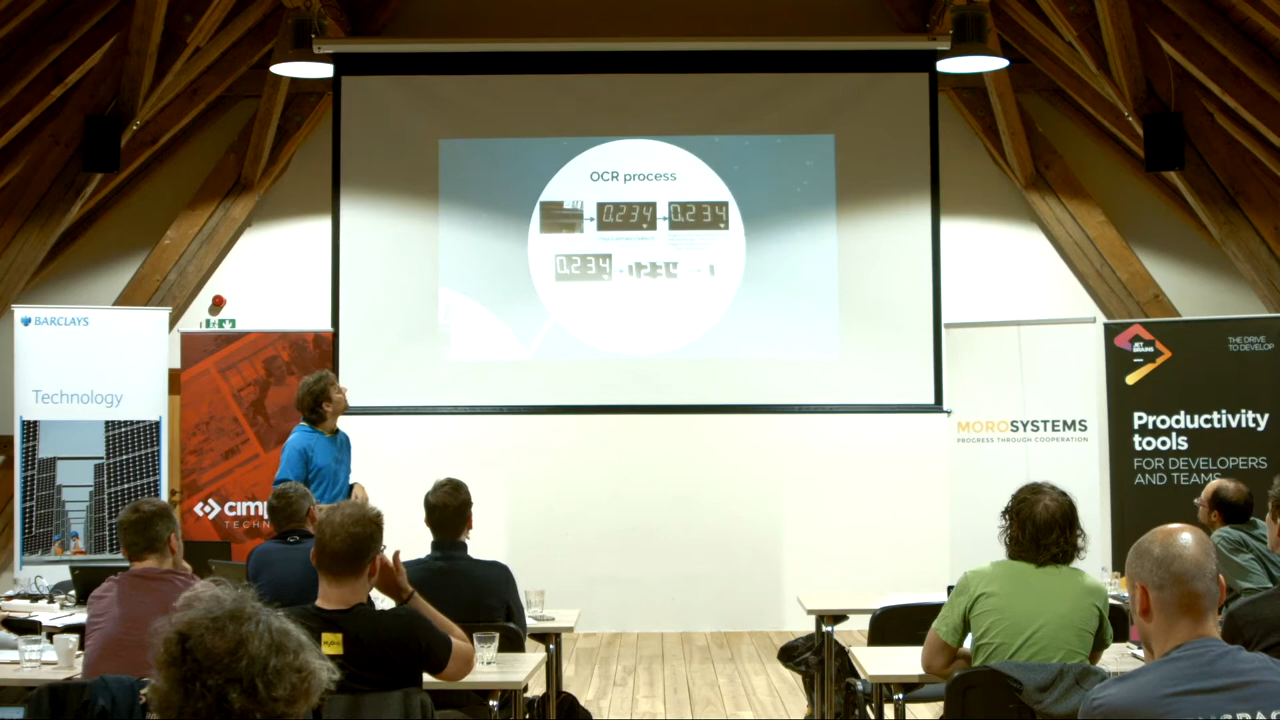 OCR process
0.234
0.234
0.234
BARCLAYS
Technology
TECHN
JET
BRAINS
THE DRIVE
TO DEVELOP
Productivity
tools
FOR DEVELOPERS
AND TEAMS
MOROSYSTEMS
PROGRESS THROUGH COOPERATION